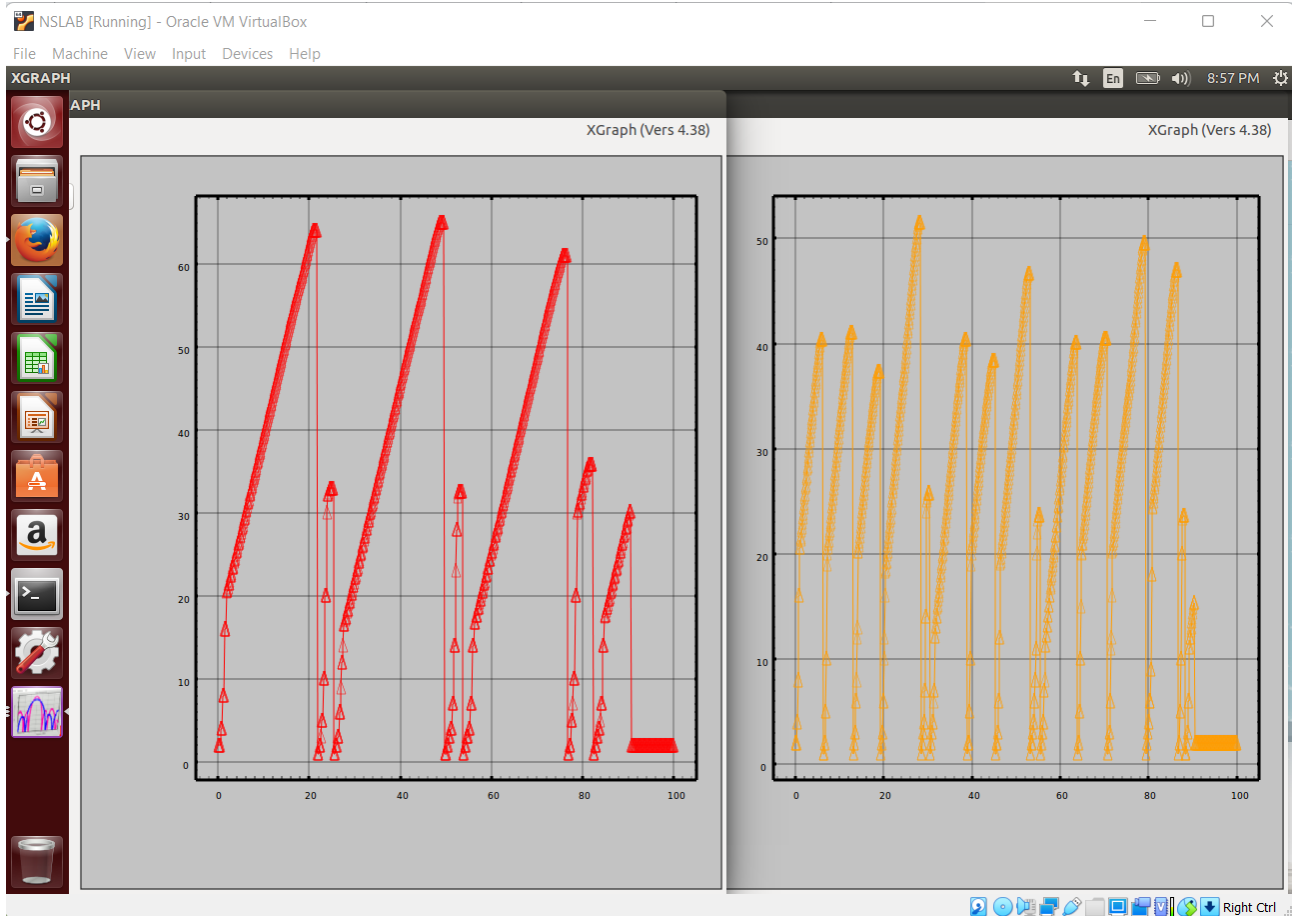 NSLAB [Running] - Oracle VM VirtualBox
File Machine View Input Devices Help
XGRAPH En 8:57 PM
APH
XGraph (Vers 4.38)
60
50
40
30
20
10
0
0 20 40 60 80 100
XGraph (Vers 4.38)
50
40
30
20
10
0
0 20 40 60 80 100
a
Right Ctrl